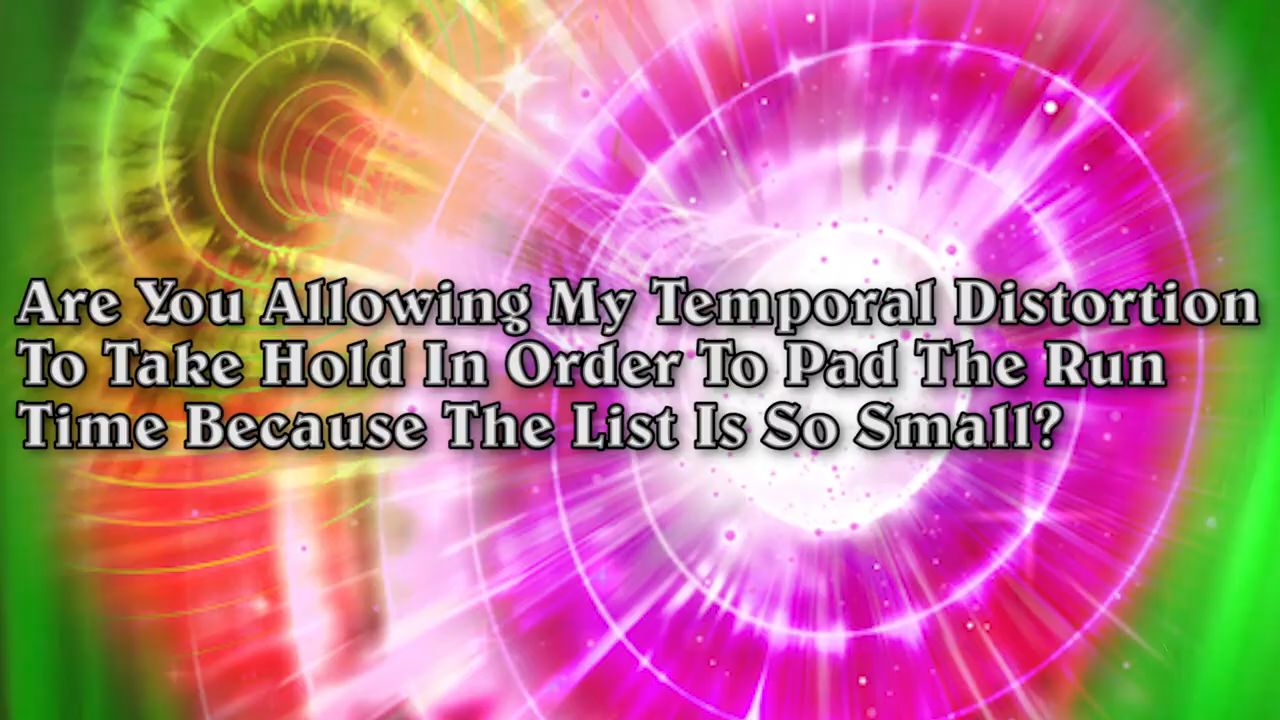 Are You Allowing My Temporal Distortion
To Take Hold In Order To Pad The Run
Time Because The List Is So Small?